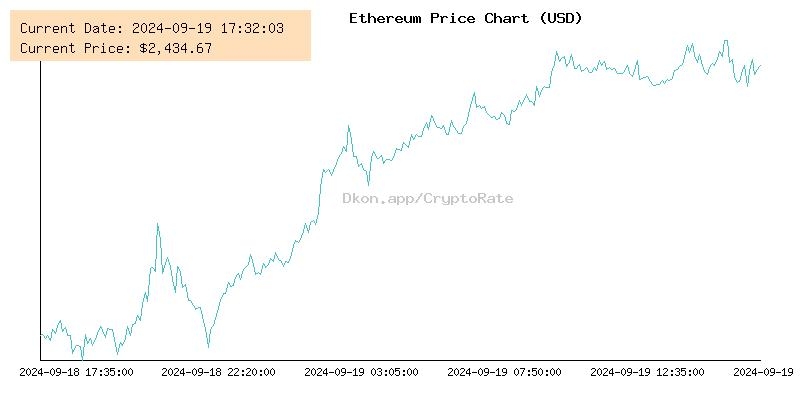 Ethereum Price Chart (USD)
Current Date: 2024-09-19 17:32:03
Current Price: $2,434.67
Dkon.app/CryptoRate
2024-09-18 17:35:00 2024-09-18 22:20:00 2024-09-19 03:05:00 2024-09-19 07:50:00 2024-09-19 12:35:00 2024-09-19